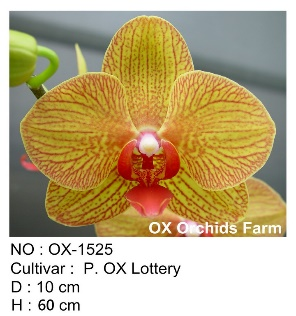 OX Orchids Farm
NO : OX-1525
Cultivar :  P. OX Lottery
D : 10 cm
H : 60 cm